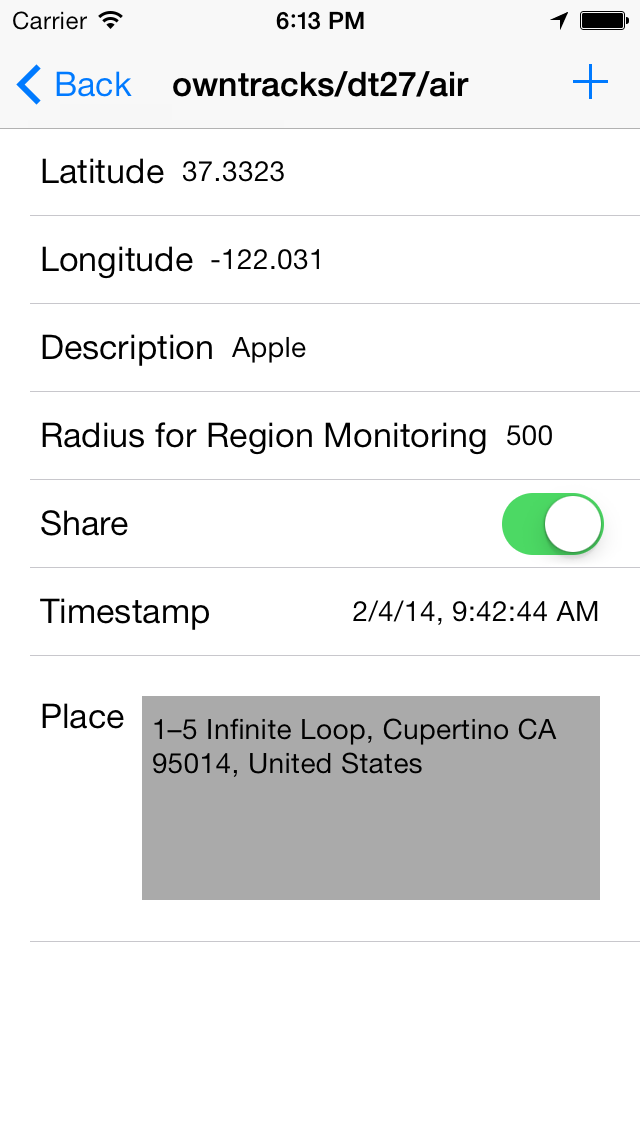 Carrier 6:13 PM
Back owntracks/dt27/air
Latitude 37.3323
Longitude -122.031
Description Apple
Radius for Region Monitoring 500
Share
Timestamp 2/4/14, 9:42:44 AM
Place 1–5 Infinite Loop, Cupertino CA
95014, United States